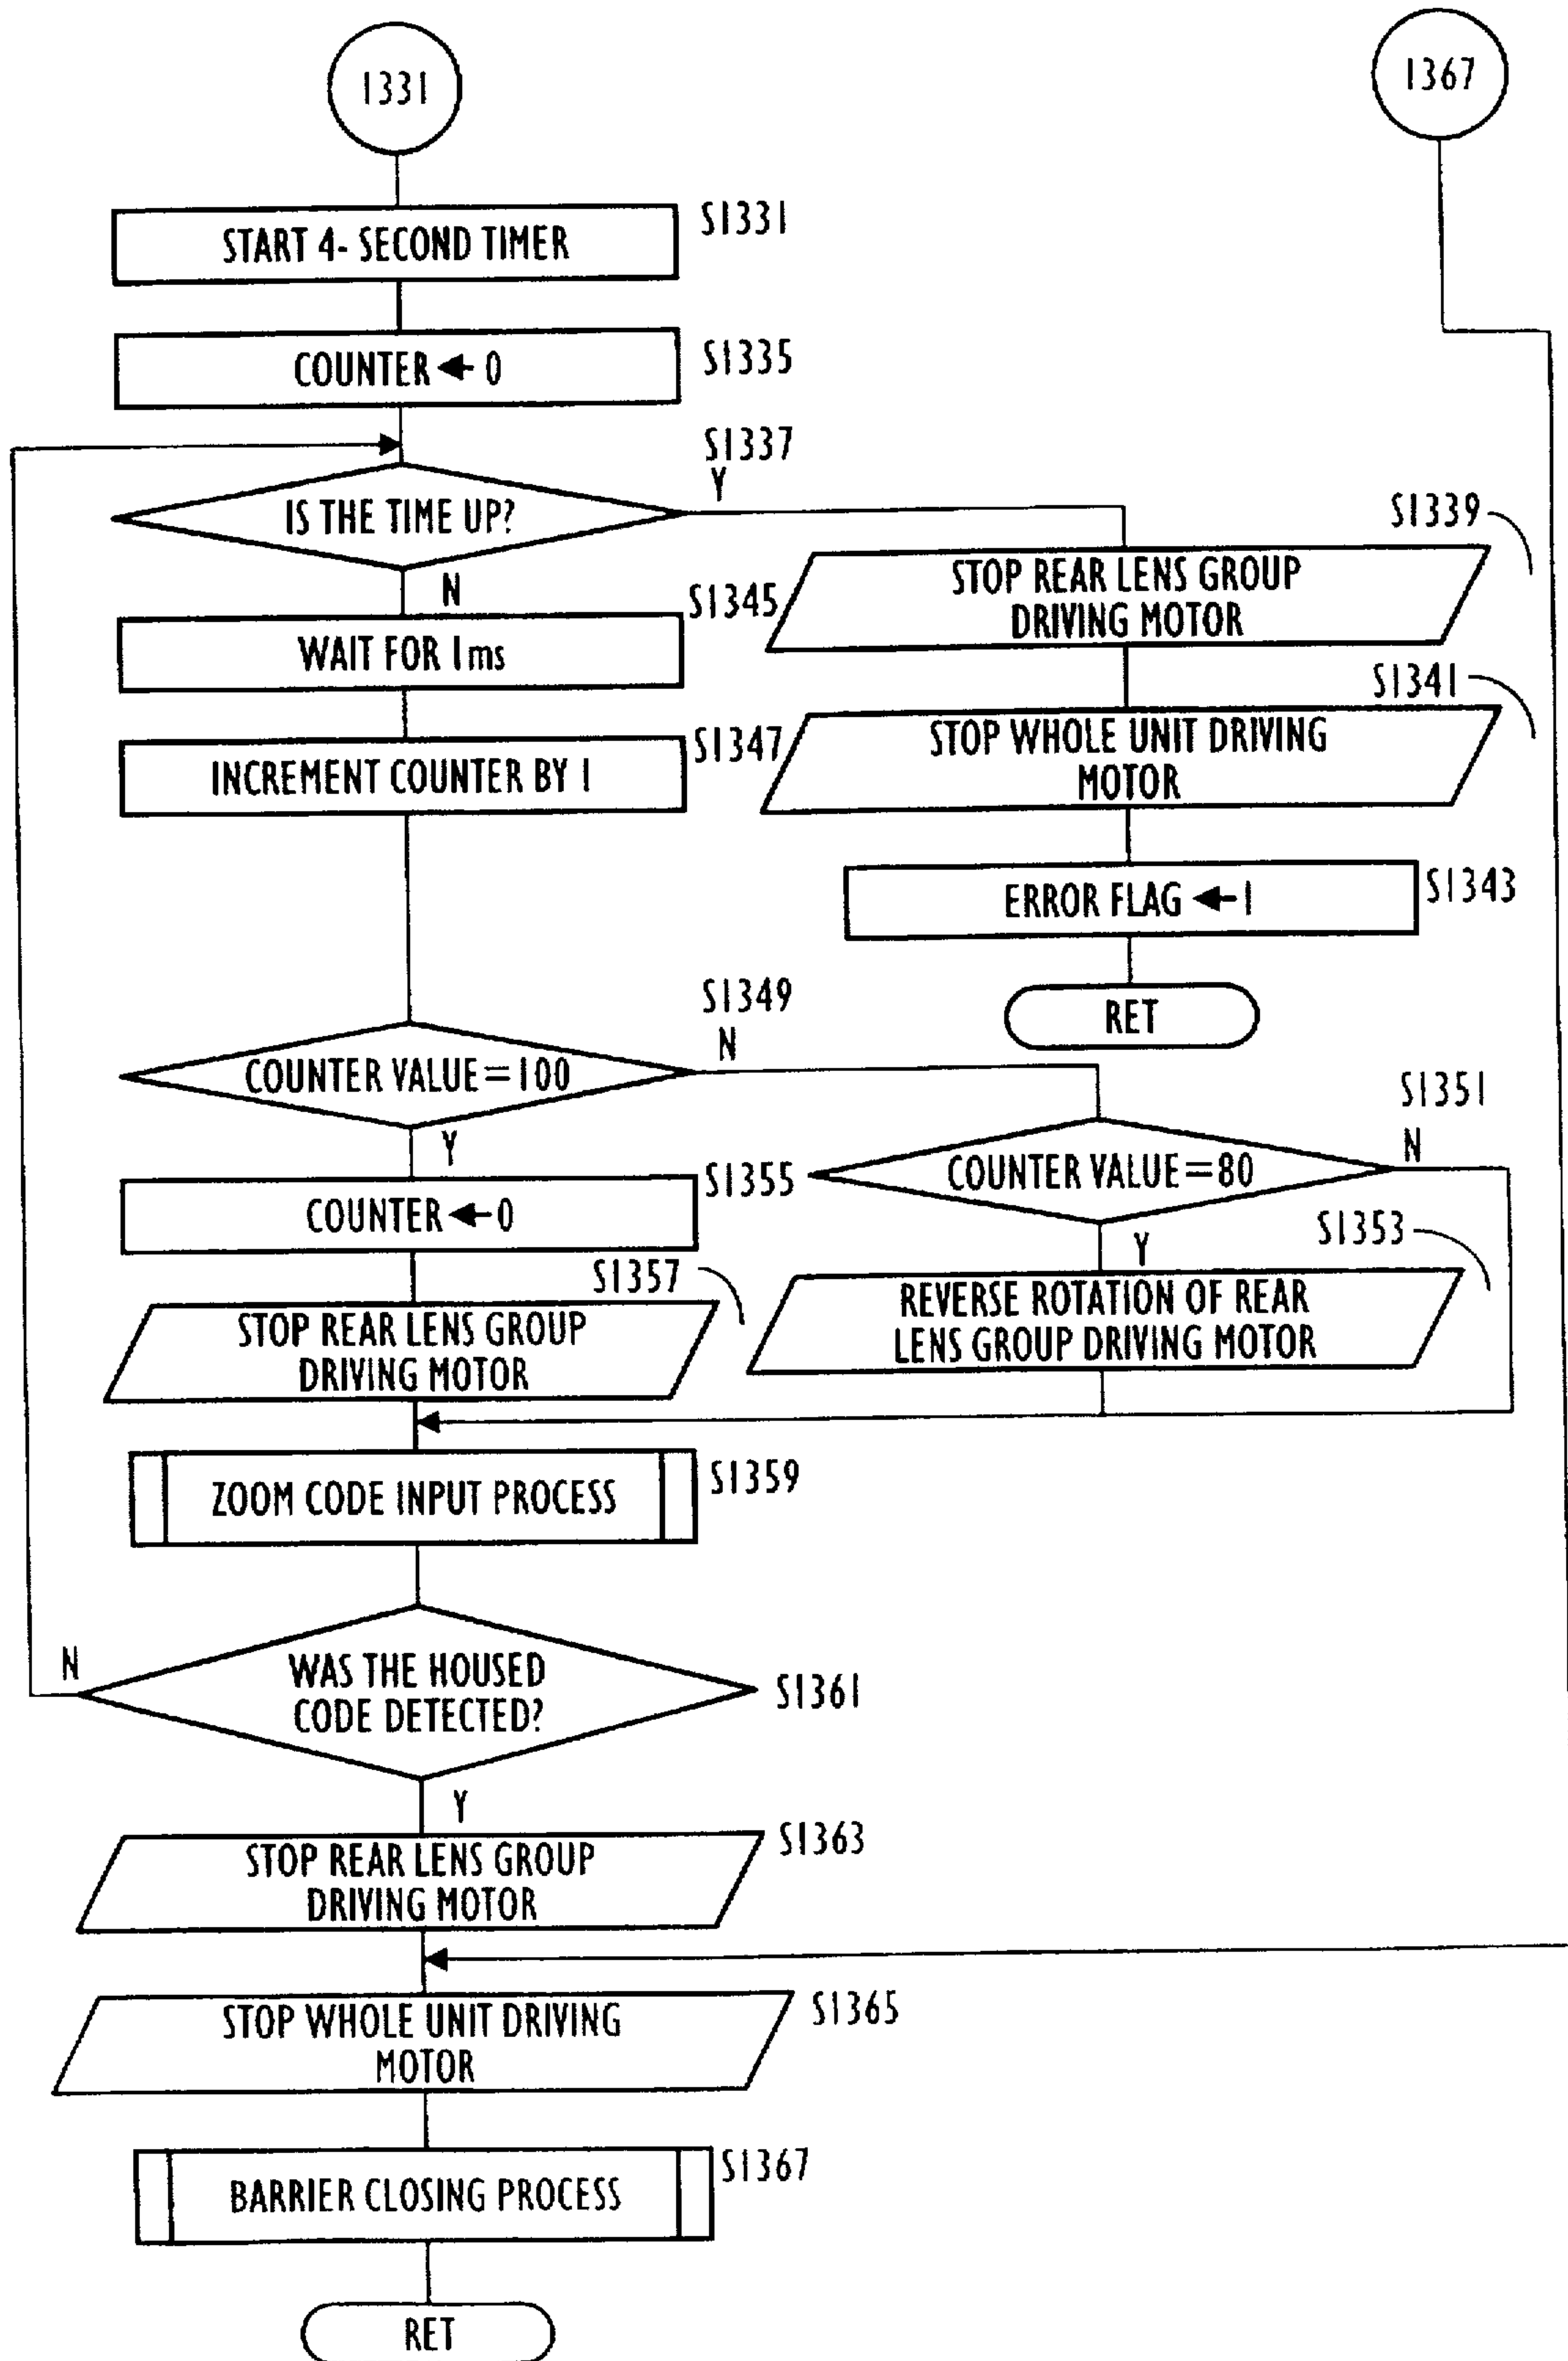 1331
1367
START 4- SECOND TIMER
S1331
COUNTER ← 0
S1335
S1337
IS THE TIME UP?
Y
N
S1339
STOP REAR LENS GROUP
DRIVING MOTOR
S1345
WAIT FOR 1ms
S1341
STOP WHOLE UNIT DRIVING
MOTOR
S1347
INCREMENT COUNTER BY 1
ERROR FLAG ← 1
S1343
RET
S1349
COUNTER VALUE=100
N
Y
S1351
COUNTER VALUE=80
N
Y
S1355
COUNTER ← 0
S1353
REVERSE ROTATION OF REAR
LENS GROUP DRIVING MOTOR
S1357
STOP REAR LENS GROUP
DRIVING MOTOR
ZOOM CODE INPUT PROCESS
S1359
N
WAS THE HOUSED
CODE DETECTED?
S1361
Y
STOP REAR LENS GROUP
DRIVING MOTOR
S1363
STOP WHOLE UNIT DRIVING
MOTOR
S1365
BARRIER CLOSING PROCESS
S1367
RET